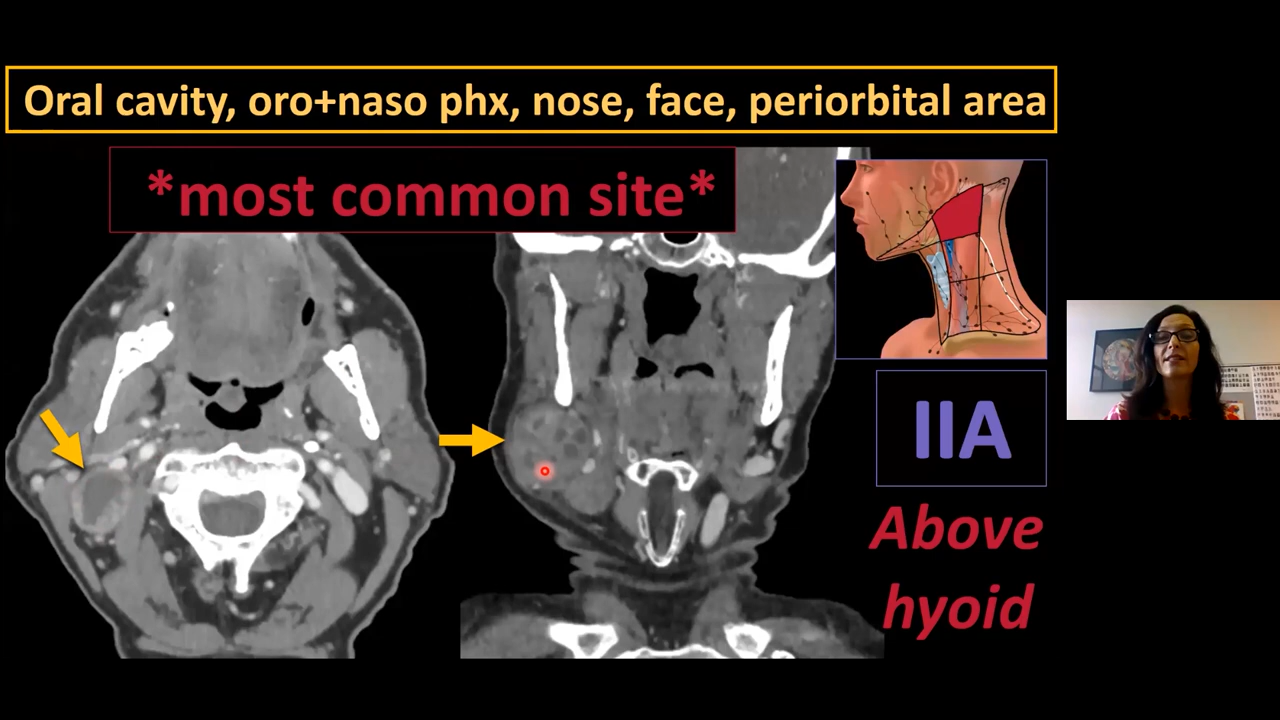 Oral cavity, oro+naso phx, nose, face, periorbital area
*most common site*
IIA
Above
hyoid